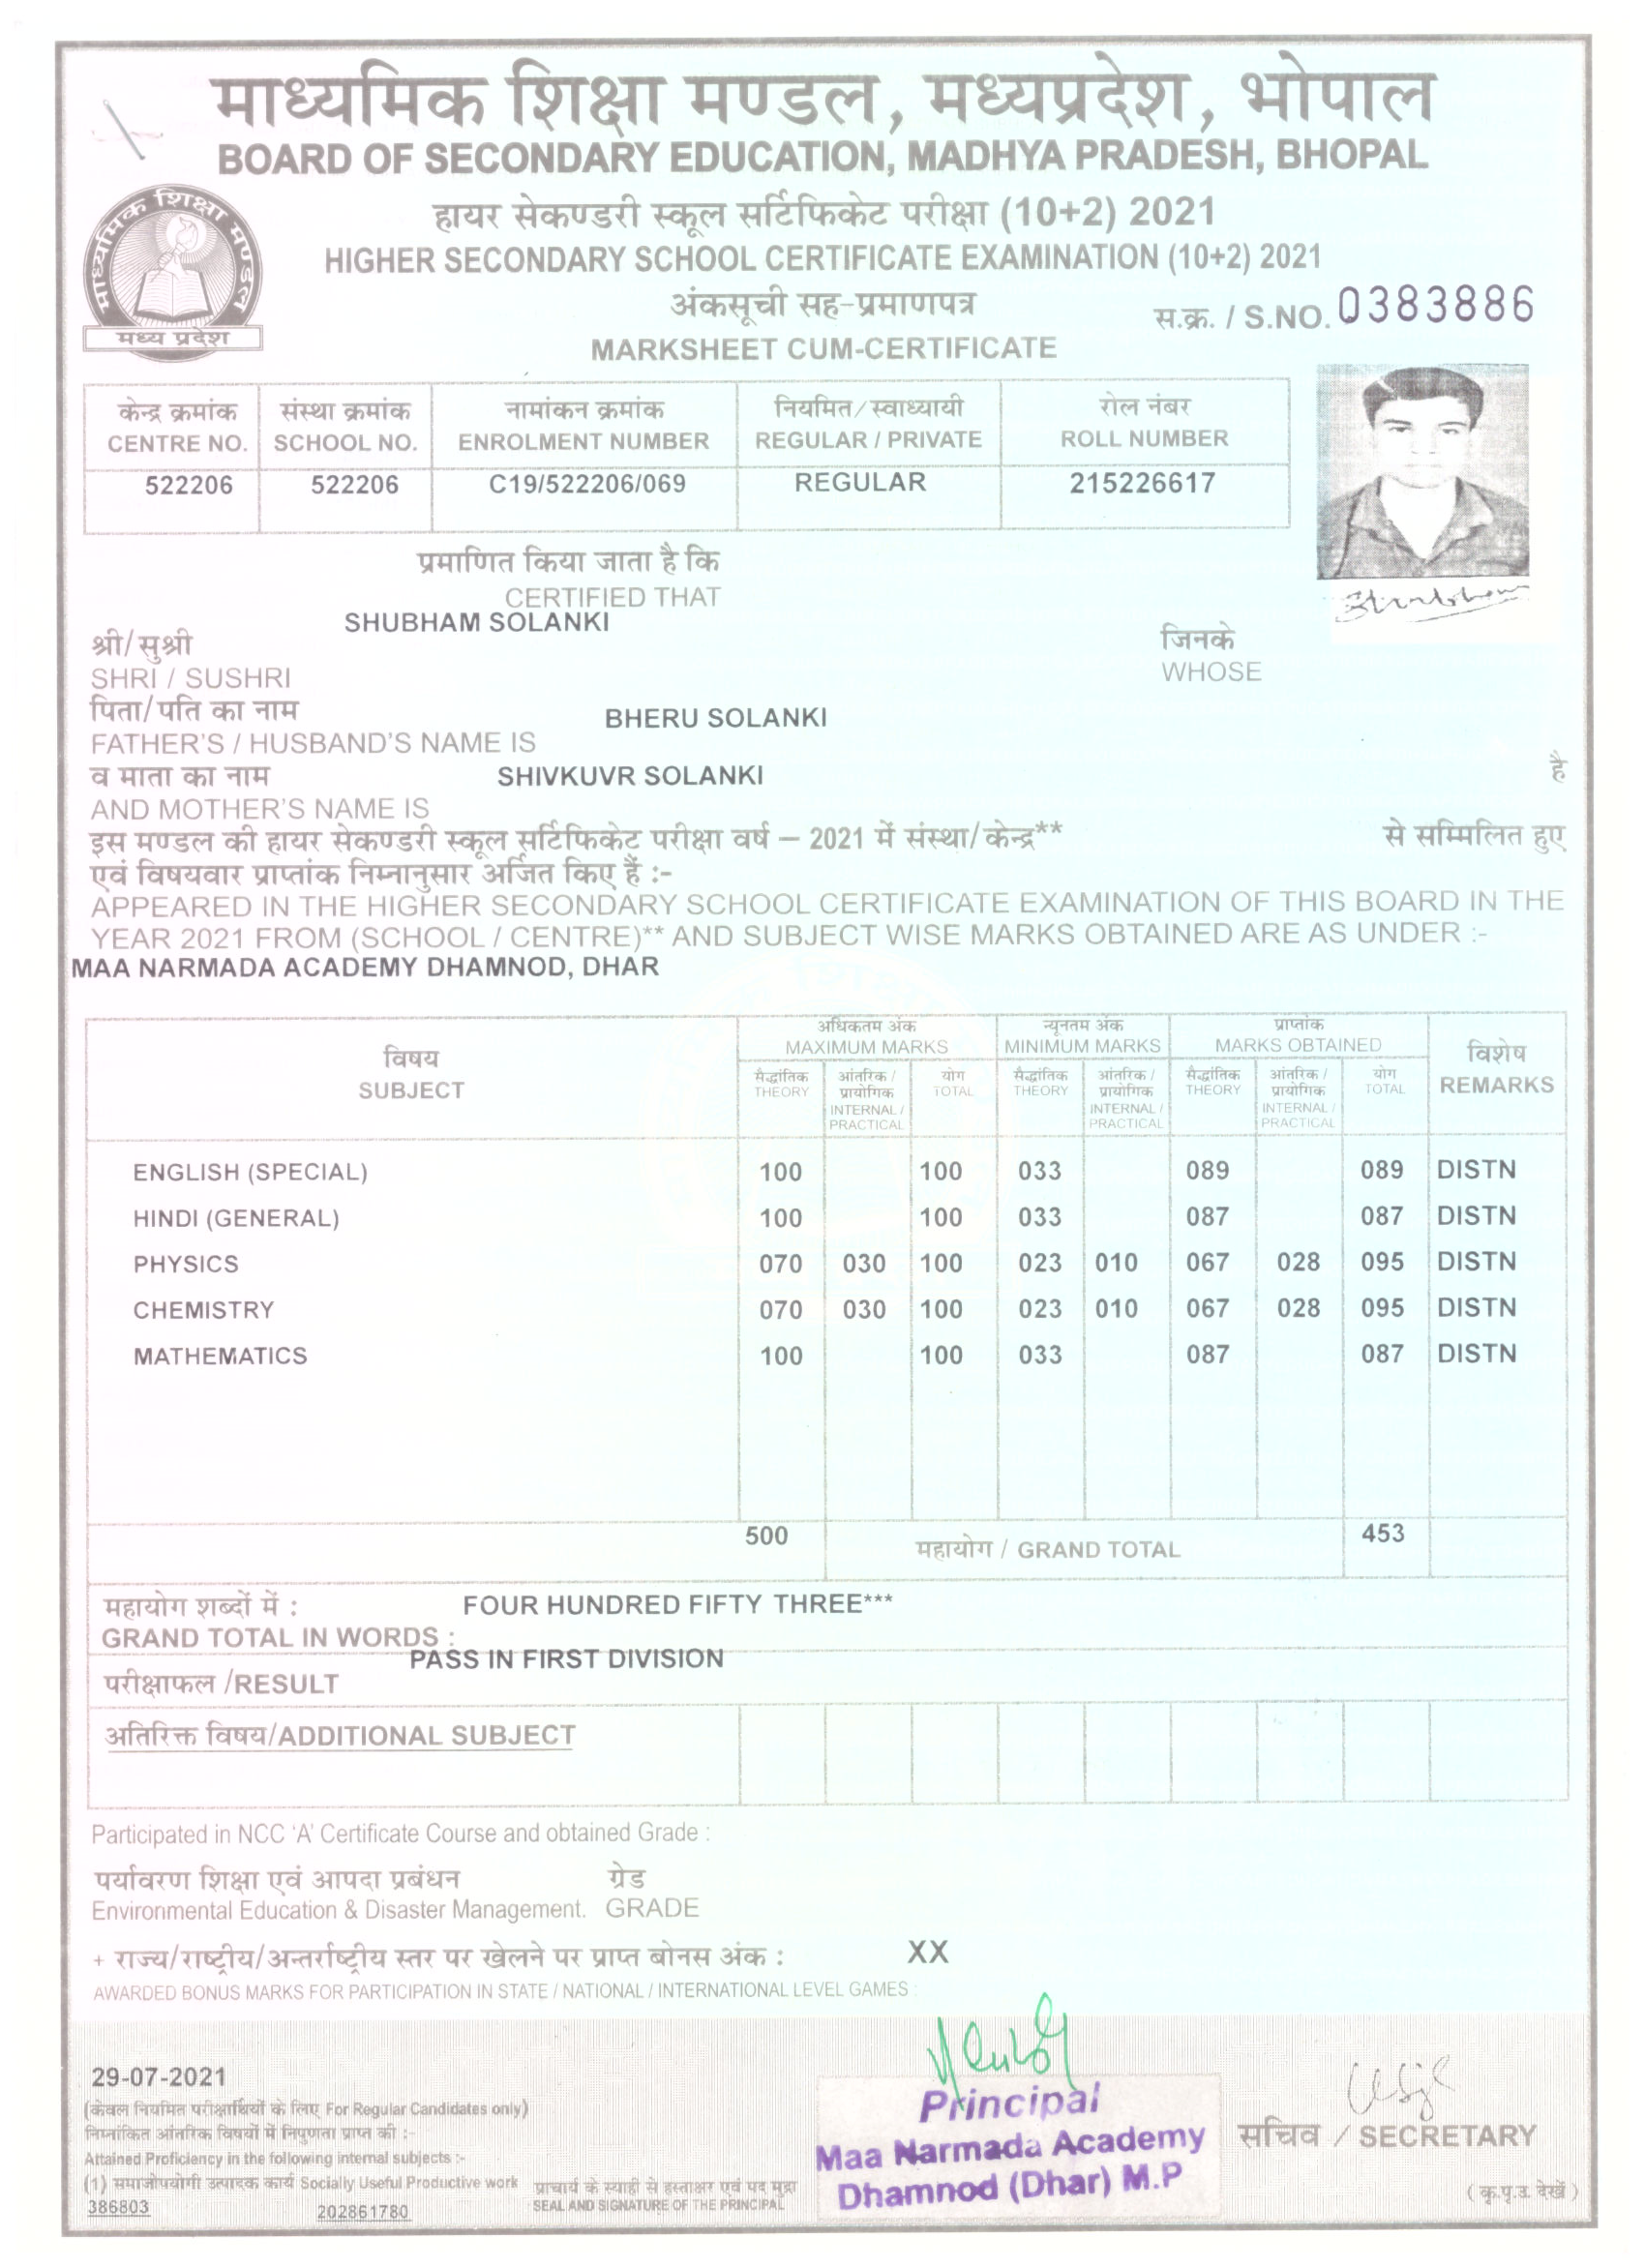 माध्यमिक शिक्षा मण्डल, मध्यप्रदेश, भोपाल
BOARD OF SECONDARY EDUCATION, MADHYA PRADESH, BHOPAL
माध्यमिक शिक्षा मण्डल
मध्य प्रदेश
हायर सेकण्डरी स्कूल सर्टिफिकेट परीक्षा (10+2) 2021
HIGHER SECONDARY SCHOOL CERTIFICATE EXAMINATION (10+2) 2021
अंकसूची सह-प्रमाणपत्र
स.क्र. / S.NO. 0383886
MARKSHEET CUM-CERTIFICATE
केन्द्र क्रमांक संस्था क्रमांक नामांकन क्रमांक नियमित/स्वाध्यायी रोल नंबर
CENTRE NO. SCHOOL NO. ENROLMENT NUMBER REGULAR / PRIVATE ROLL NUMBER
522206 522206 C19/522206/069 REGULAR 215226617
प्रमाणित किया जाता है कि
CERTIFIED THAT
Shubham
SHUBHAM SOLANKI
श्री/सुश्री जिनके
SHRI / SUSHRI WHOSE
पिता/पति का नाम BHERU SOLANKI
FATHER'S / HUSBAND'S NAME IS
व माता का नाम SHIVKUVR SOLANKI है
AND MOTHER'S NAME IS
इस मण्डल की हायर सेकण्डरी स्कूल सर्टिफिकेट परीक्षा वर्ष – 2021 में संस्था/केन्द्र** से सम्मिलित हुए
एवं विषयवार प्राप्तांक निम्नानुसार अर्जित किए हैं :-
APPEARED IN THE HIGHER SECONDARY SCHOOL CERTIFICATE EXAMINATION OF THIS BOARD IN THE
YEAR 2021 FROM (SCHOOL / CENTRE)** AND SUBJECT WISE MARKS OBTAINED ARE AS UNDER :-
MAA NARMADA ACADEMY DHAMNOD, DHAR
विषय अधिकतम अंक न्यूनतम अंक प्राप्तांक विशेष
SUBJECT MAXIMUM MARKS MINIMUM MARKS MARKS OBTAINED REMARKS
सैद्धांतिक आंतरिक / योग सैद्धांतिक आंतरिक / सैद्धांतिक आंतरिक / योग
THEORY प्रायोगिक TOTAL THEORY प्रायोगिक THEORY प्रायोगिक TOTAL
INTERNAL / INTERNAL / INTERNAL /
PRACTICAL PRACTICAL PRACTICAL
ENGLISH (SPECIAL) 100 100 033 089 089 DISTN
HINDI (GENERAL) 100 100 033 087 087 DISTN
PHYSICS 070 030 100 023 010 067 028 095 DISTN
CHEMISTRY 070 030 100 023 010 067 028 095 DISTN
MATHEMATICS 100 100 033 087 087 DISTN
500 महायोग / GRAND TOTAL 453
महायोग शब्दों में : FOUR HUNDRED FIFTY THREE***
GRAND TOTAL IN WORDS :
PASS IN FIRST DIVISION
परीक्षाफल /RESULT
अतिरिक्त विषय/ADDITIONAL SUBJECT
Participated in NCC 'A' Certificate Course and obtained Grade :
पर्यावरण शिक्षा एवं आपदा प्रबंधन ग्रेड
Environmental Education & Disaster Management. GRADE
+ राज्य/राष्ट्रीय/अन्तर्राष्ट्रीय स्तर पर खेलने पर प्राप्त बोनस अंक : XX
AWARDED BONUS MARKS FOR PARTICIPATION IN STATE / NATIONAL / INTERNATIONAL LEVEL GAMES :
29-07-2021
(केवल नियमित परीक्षार्थियों के लिए For Regular Candidates only)
निम्नांकित आंतरिक विषयों में निपुणता प्राप्त की :-
Attained Proficiency in the following internal subjects :-
(1) समाजोपयोगी उत्पादक कार्य Socially Useful Productive work
386803 202861780
प्राचार्य के स्याही से हस्ताक्षर एवं पद मुद्रा
SEAL AND SIGNATURE OF THE PRINCIPAL
Principal
Maa Narmada Academy
Dhamnod (Dhar) M.P
सचिव / SECRETARY
(कृ.पृ.उ. देखें)